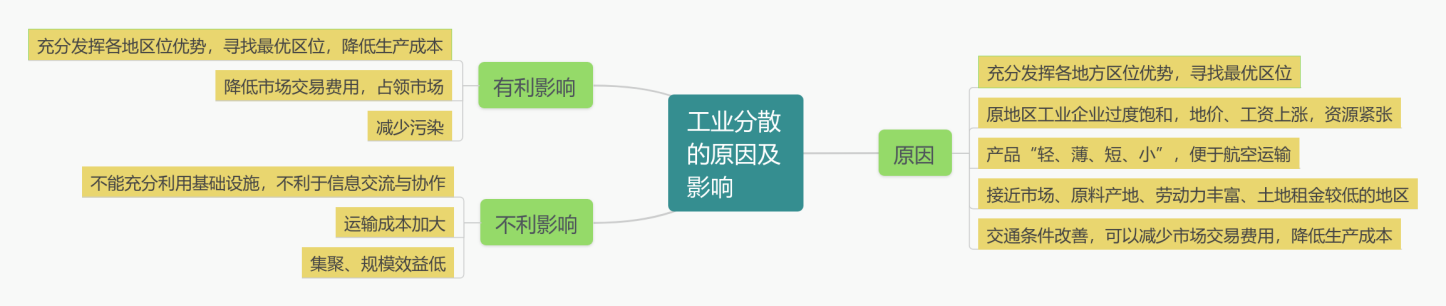 工业分散
的原因及
影响
原因
充分发挥各地方区位优势，寻找最优区位
原地区工业企业过度饱和，地价、工资上涨，资源紧张
产品“轻、薄、短、小”，便于航空运输
接近市场、原料产地、劳动力丰富、土地租金较低的地区
交通条件改善，可以减少市场交易费用，降低生产成本
有利影响
充分发挥各地区位优势，寻找最优区位，降低生产成本
降低市场交易费用，占领市场
减少污染
不利影响
不能充分利用基础设施，不利于信息交流与协作
运输成本加大
集聚、规模效益低